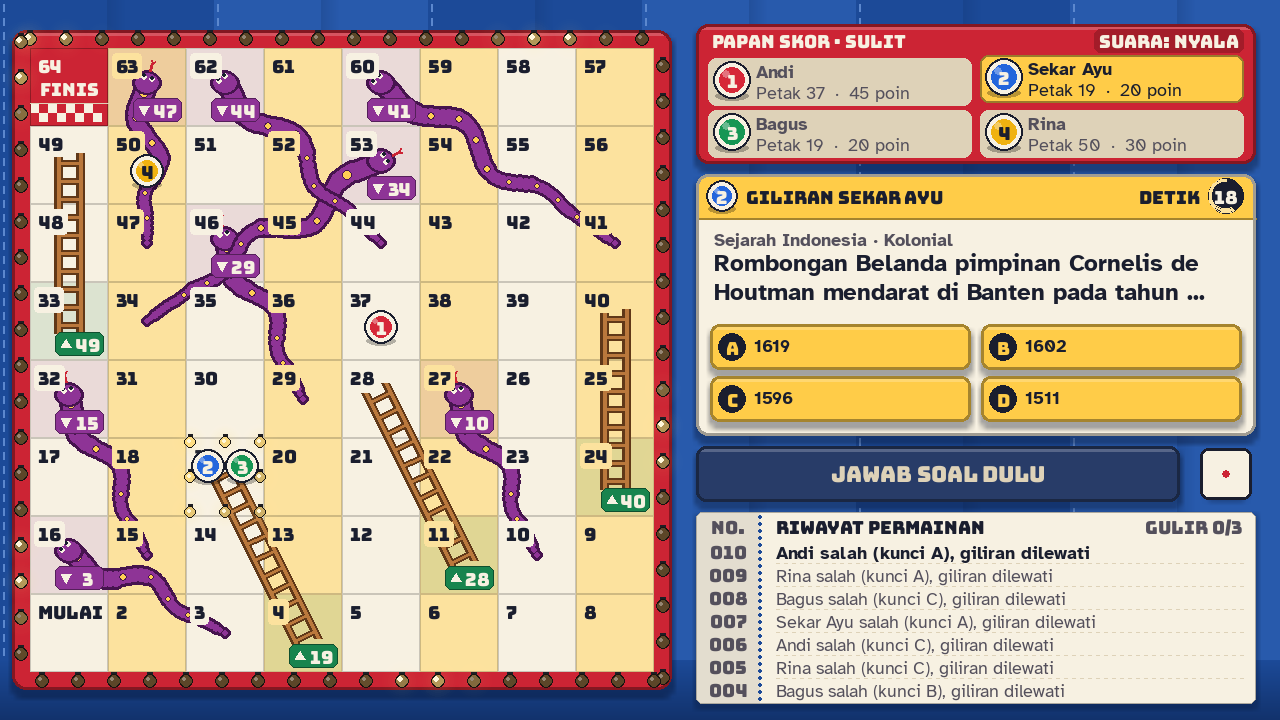 64 63 62 61 60 59 58 57
FINIS
▼47 ▼44 ▼41
49 50 51 52 53 54 55 56
4
▼34
48 47 46 45 44 43 42 41
▼29
33 34 35 36 37 38 39 40
1
▲49
32 31 30 29 28 27 26 25
▼15 ▼10
17 18 2 3 20 21 22 23 24
▲40
16 15 14 13 12 11 10 9
▼3 ▲28
MULAI 2 3 4 5 6 7 8
▲19
PAPAN SKOR · SULIT
SUARA: NYALA
1 Andi
Petak 37 · 45 poin
2 Sekar Ayu
Petak 19 · 20 poin
3 Bagus
Petak 19 · 20 poin
4 Rina
Petak 50 · 30 poin
2 GILIRAN SEKAR AYU
DETIK 18
Sejarah Indonesia · Kolonial
Rombongan Belanda pimpinan Cornelis de
Houtman mendarat di Banten pada tahun ...
A 1619
B 1602
C 1596
D 1511
JAWAB SOAL DULU
NO. RIWAYAT PERMAINAN GULIR 0/3
010 Andi salah (kunci A), giliran dilewati
009 Rina salah (kunci A), giliran dilewati
008 Bagus salah (kunci C), giliran dilewati
007 Sekar Ayu salah (kunci A), giliran dilewati
006 Andi salah (kunci C), giliran dilewati
005 Rina salah (kunci C), giliran dilewati
004 Bagus salah (kunci B), giliran dilewati